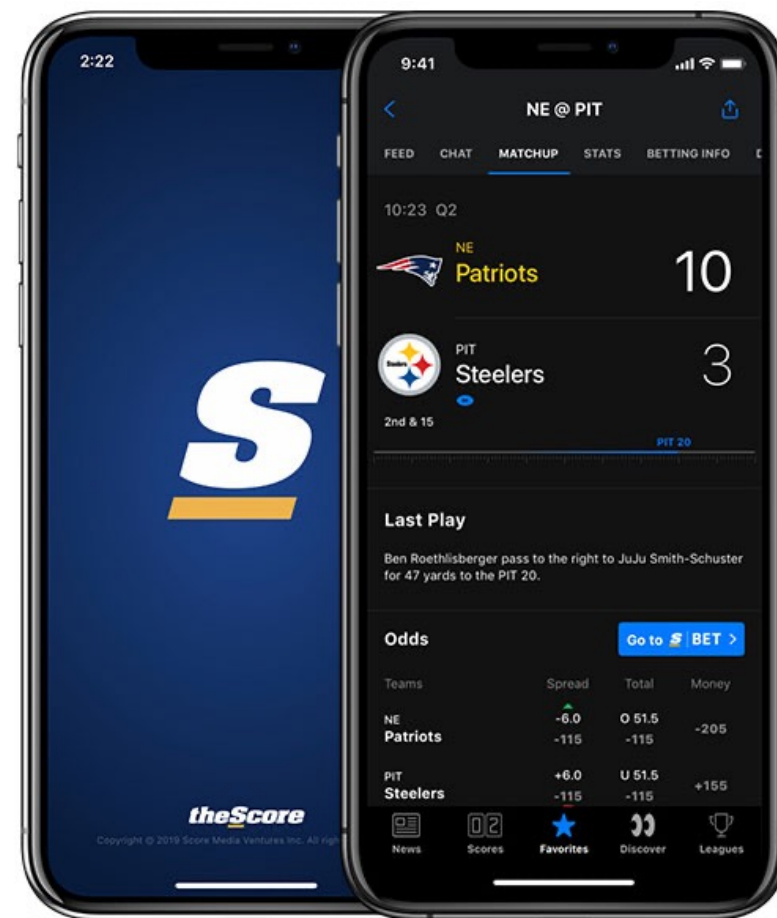 2:22
S
theScore
Copyright © 2019 Score Media Ventures Inc. All righ
9:41
NE @ PIT
FEED CHAT MATCHUP STATS BETTING INFO
10:23 Q2
NE
Patriots 10
PIT
Steelers
Steelers 3
2nd & 15
PIT 20
Last Play
Ben Roethlisberger pass to the right to JuJu Smith-Schuster
for 47 yards to the PIT 20.
Odds Go to S BET >
Teams Spread Total Money
NE -6.0 O 51.5
Patriots -115 -115 -205
PIT +6.0 U 51.5
Steelers -115 -115 +155
News Scores Favorites Discover Leagues